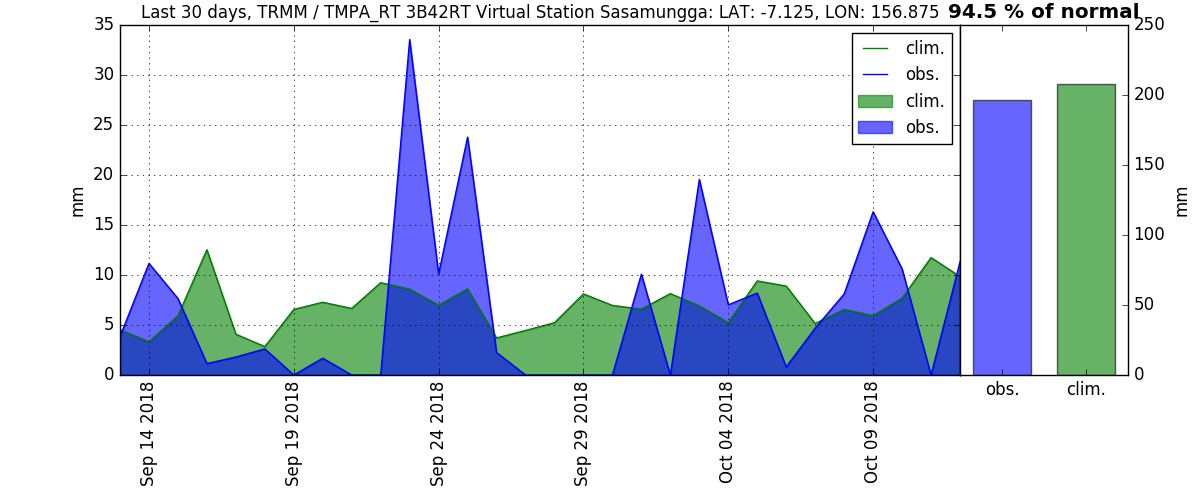 Last 30 days, TRMM / TMPA_RT 3B42RT Virtual Station Sasamungga: LAT: -7.125, LON: 156.875
94.5 % of normal
35
30
25
20
15
10
5
0
mm
clim.
obs.
clim.
obs.
Sep 14 2018
Sep 19 2018
Sep 24 2018
Sep 29 2018
Oct 04 2018
Oct 09 2018
250
200
150
100
50
0
mm
obs.
clim.